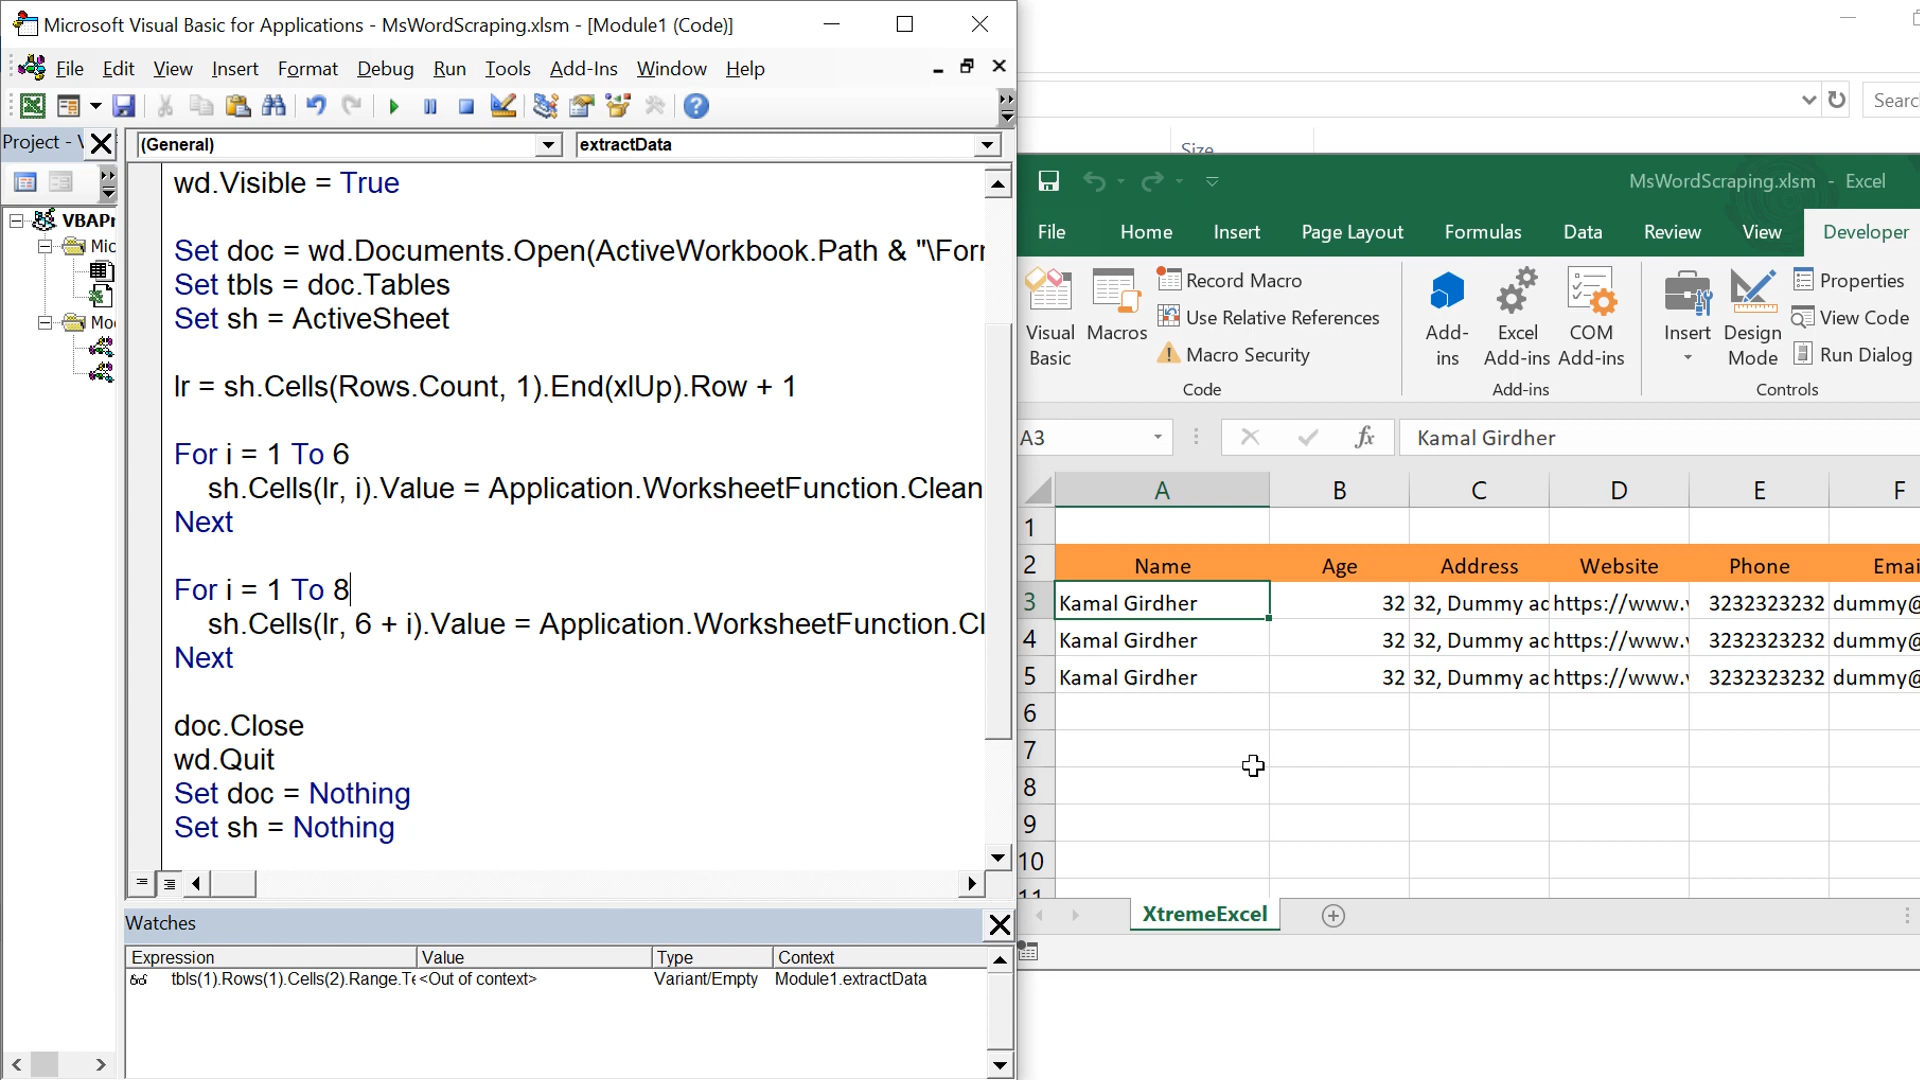 Microsoft Visual Basic for Applications - MsWordScraping.xlsm - [Module1 (Code)]
File Edit View Insert Format Debug Run Tools Add-Ins Window Help
Project - V
(General) extractData
VBAPr
Mic
Mo
wd.Visible = True
Set doc = wd.Documents.Open(ActiveWorkbook.Path & "\Forr
Set tbls = doc.Tables
Set sh = ActiveSheet
lr = sh.Cells(Rows.Count, 1).End(xlUp).Row + 1
For i = 1 To 6
sh.Cells(lr, i).Value = Application.WorksheetFunction.Clean
Next
For i = 1 To 8
sh.Cells(lr, 6 + i).Value = Application.WorksheetFunction.Cl
Next
doc.Close
wd.Quit
Set doc = Nothing
Set sh = Nothing
Watches
Expression Value Type Context
tbls(1).Rows(1).Cells(2).Range.Te <Out of context> Variant/Empty Module1.extractData
Searc
Size
MsWordScraping.xlsm - Excel
File Home Insert Page Layout Formulas Data Review View Developer
Visual Basic
Macros
Record Macro
Use Relative References
Macro Security
Code
Add-ins
Excel Add-ins
COM Add-ins
Add-ins
Insert
Design Mode
Properties
View Code
Run Dialog
Controls
A3 fx Kamal Girdher
A B C D E F
1
2 Name Age Address Website Phone Emai
3 Kamal Girdher 32 32, Dummy ad https://www.y 3232323232 dummy@
4 Kamal Girdher 32 32, Dummy ad https://www.y 3232323232 dummy@
5 Kamal Girdher 32 32, Dummy ad https://www.y 3232323232 dummy@
6
7
8
9
10
11
XtremeExcel